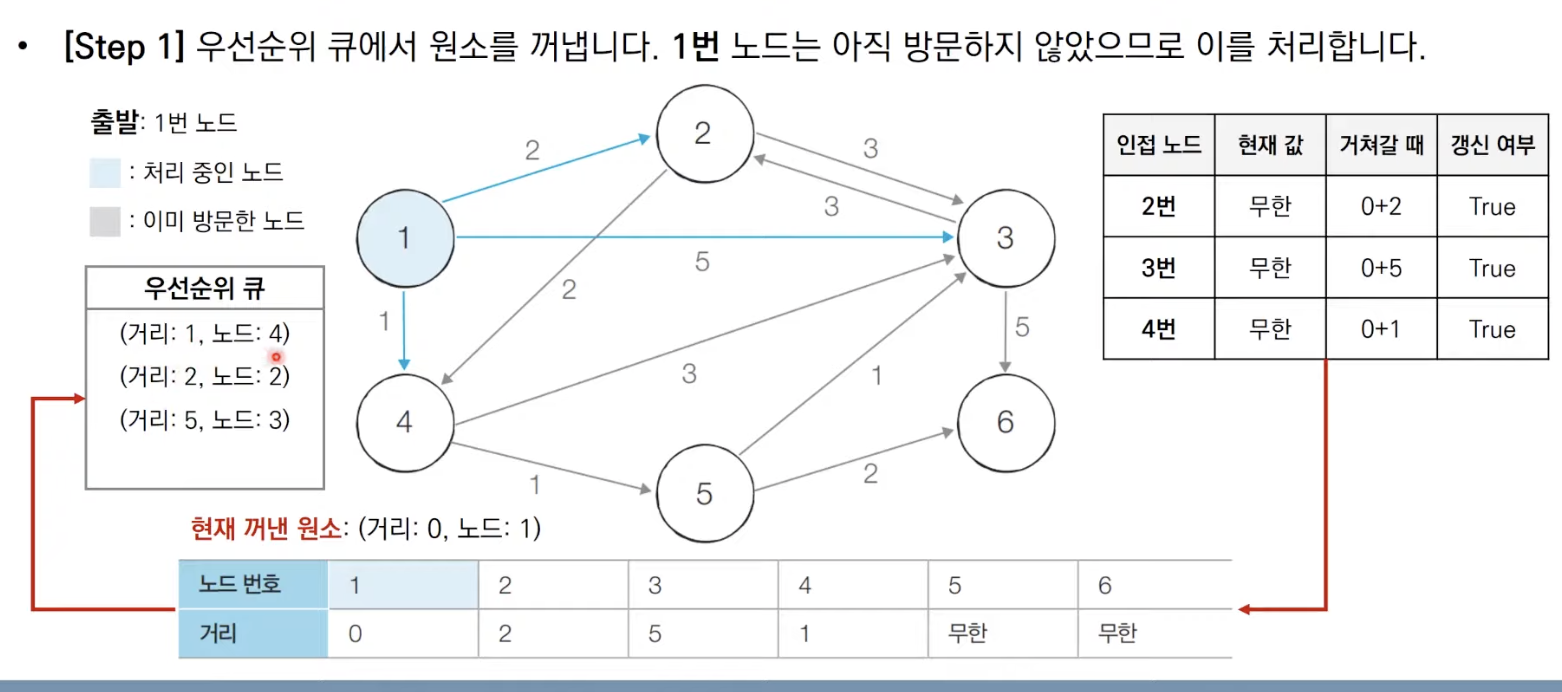 • [Step 1] 우선순위 큐에서 원소를 꺼냅니다. 1번 노드는 아직 방문하지 않았으므로 이를 처리합니다.
출발: 1번 노드
: 처리 중인 노드
: 이미 방문한 노드
우선순위 큐
(거리: 1, 노드: 4)
(거리: 2, 노드: 2)
(거리: 5, 노드: 3)
2
2
3
3
1
5
3
2
1
5
3
1
4
6
1
5
2
인접 노드 현재 값 거쳐갈 때 갱신 여부
2번 무한 0+2 True
3번 무한 0+5 True
4번 무한 0+1 True
현재 꺼낸 원소: (거리: 0, 노드: 1)
노드 번호 1 2 3 4 5 6
거리 0 2 5 1 무한 무한